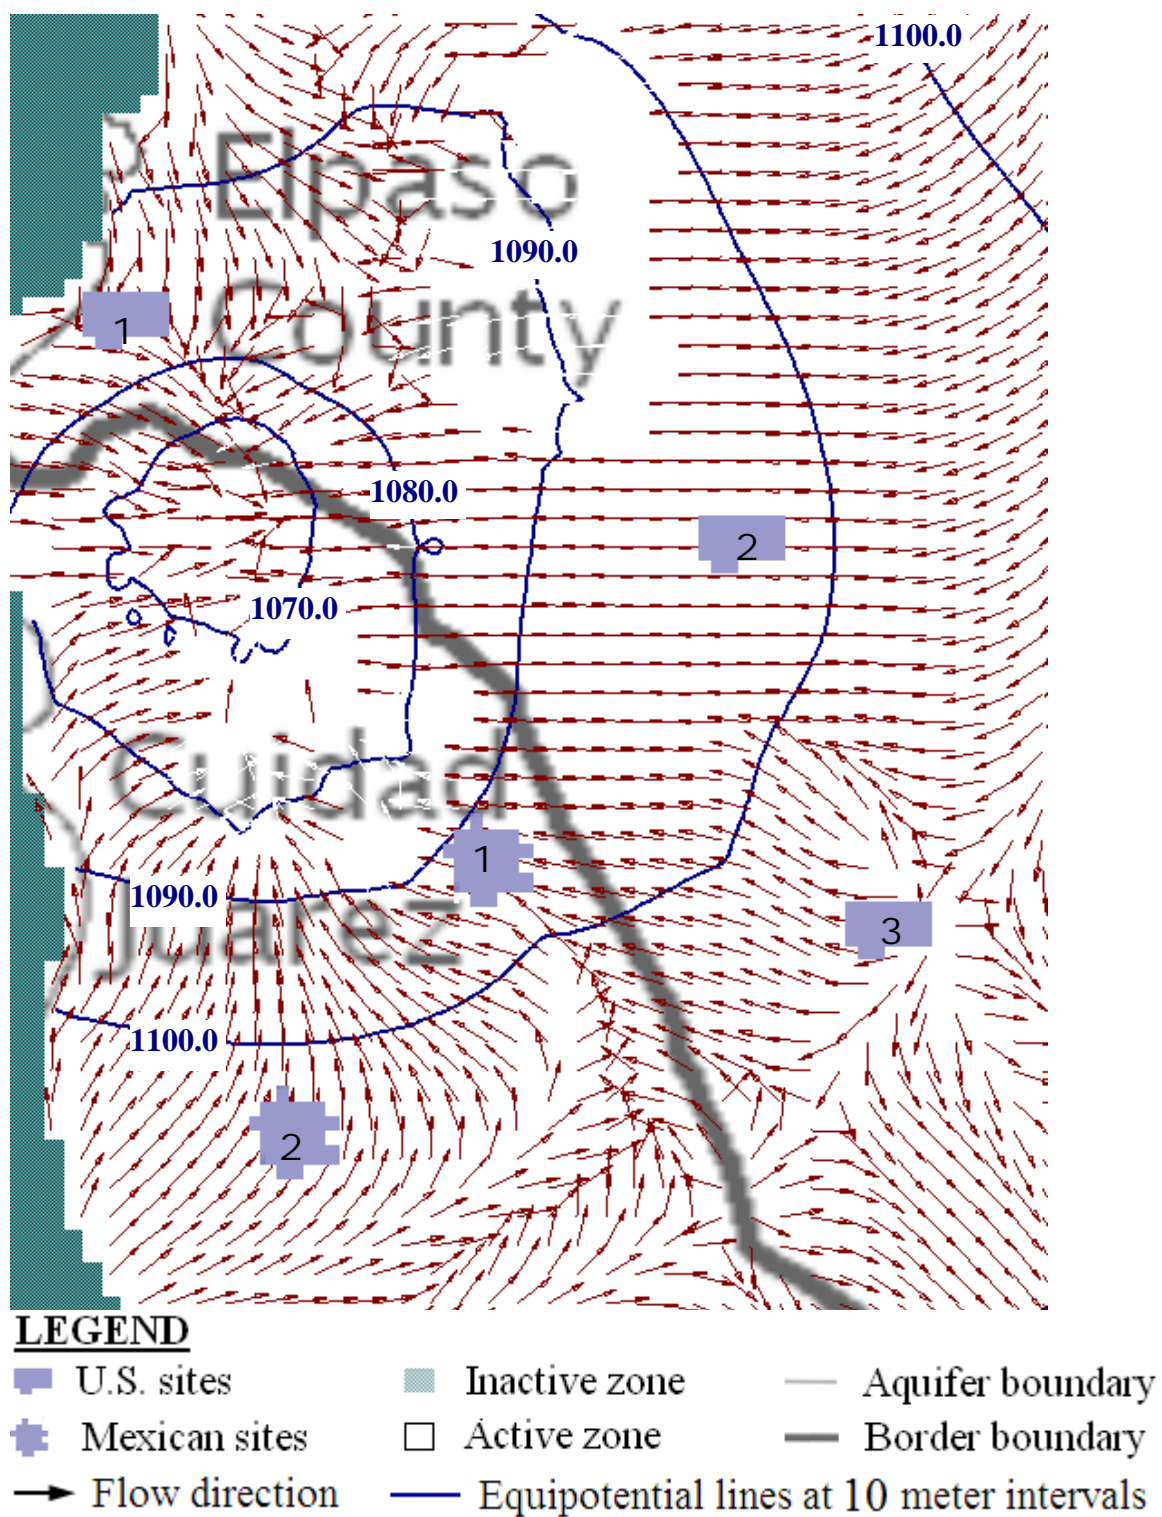 1100.0
Elpaso
1090.0
County
1
1080.0
2
1070.0
Cuidad
1
1090.0
Juarez
3
1100.0
2
LEGEND
U.S. sites
Inactive zone
Aquifer boundary
Mexican sites
Active zone
Border boundary
Flow direction
Equipotential lines at 10 meter intervals